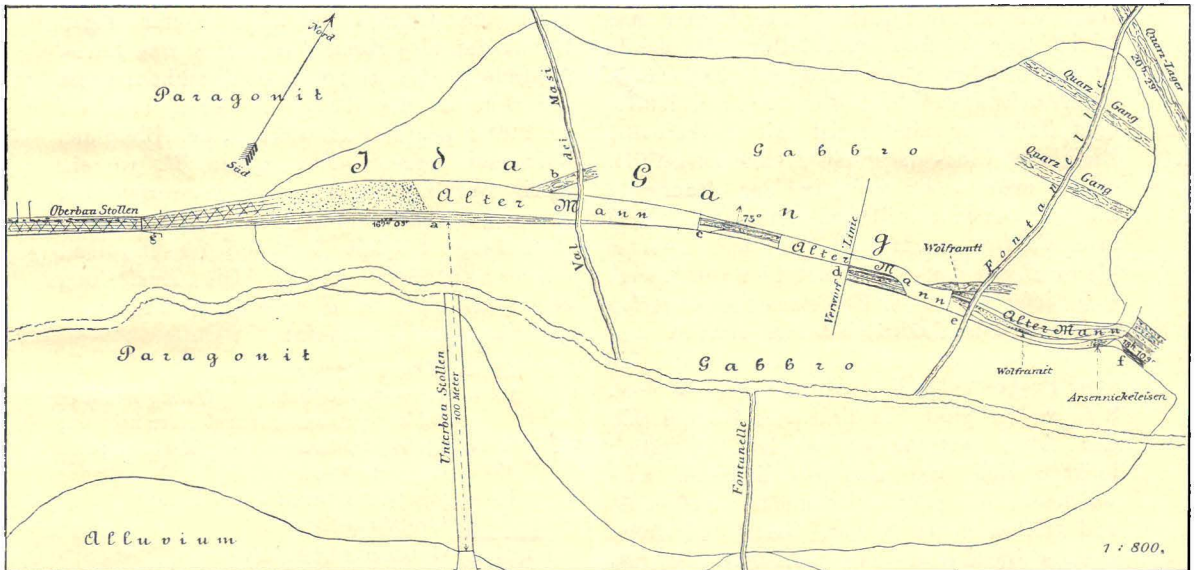 Nord
Süd
Paragonit
Ida Gang
Gabbro
Val dei Masi
Quarz-Lager
20h. 29°
Quarz Gang
Quarz Gang
Fontanelle
Oberbau Stollen
g
a
b
Alter Mann
c
75°
Alter Mann
d
Verwurf Linie
Wolframit
e
Alter Mann
f
Wolframit
Arsennickeleisen
Paragonit
Gabbro
Unterbau Stollen
100 Meter
Fontanelle
Alluvium
1 : 800.